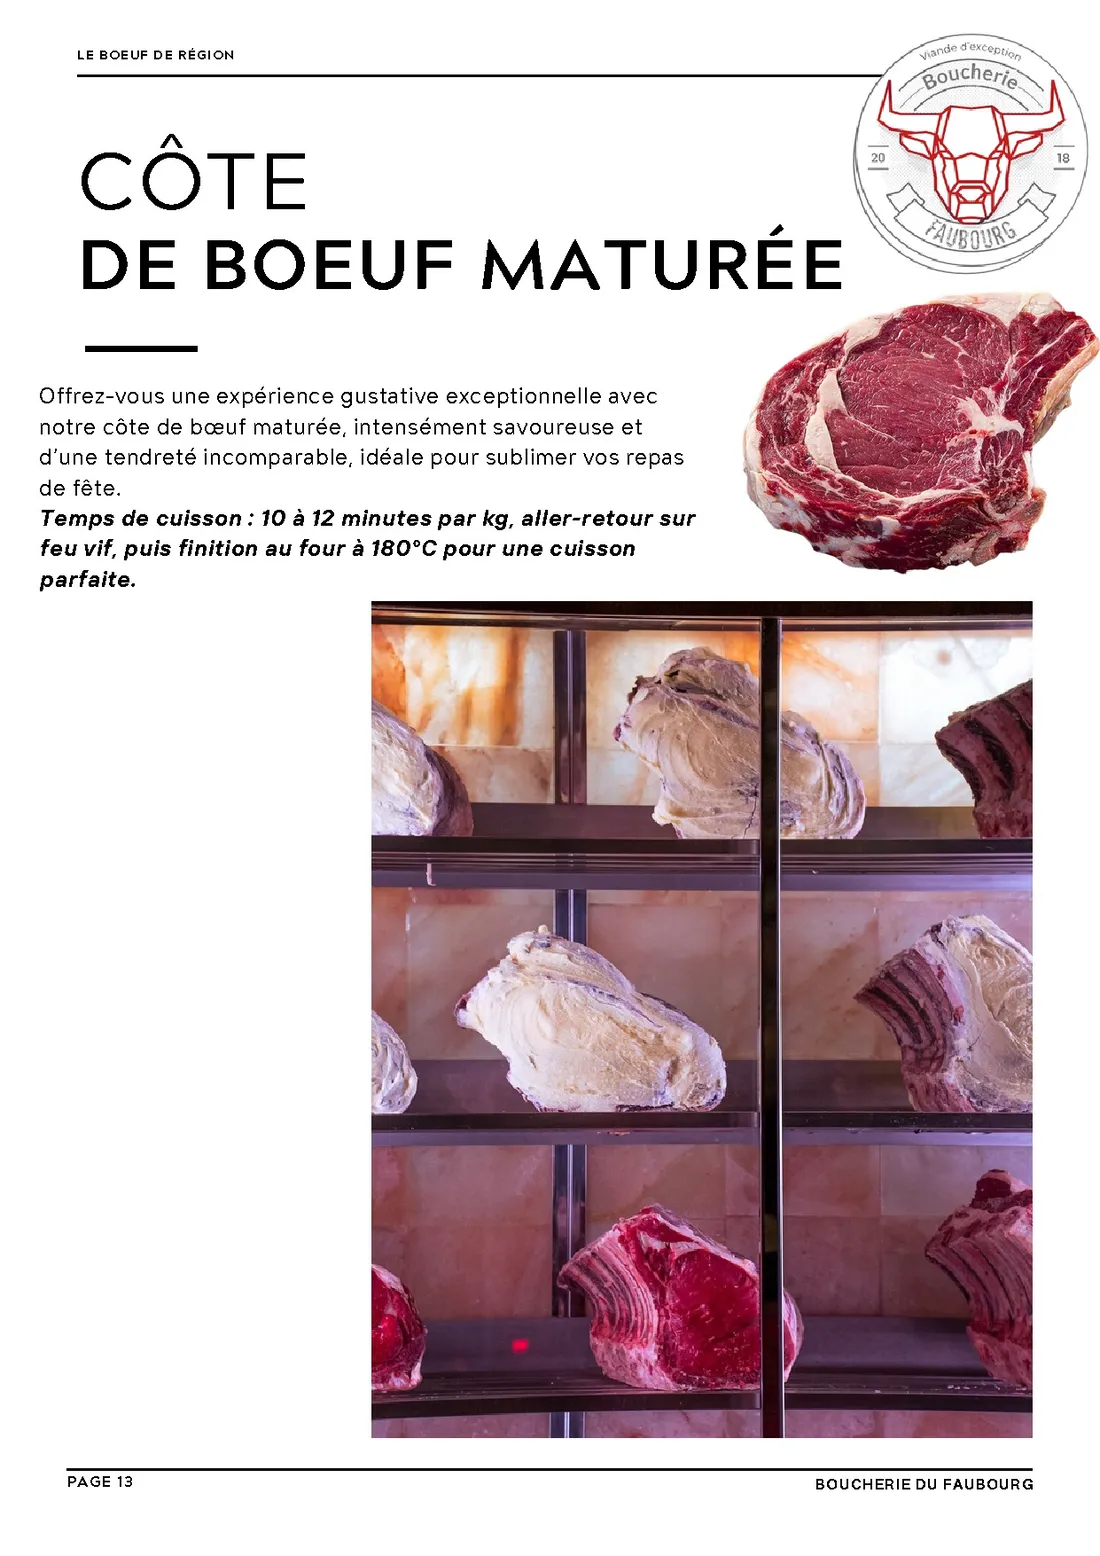 LE BOEUF DE RÉGION
Viande d'exception
Boucherie
20 18
FAUBOURG
CÔTE
DE BOEUF MATURÉE
Offrez-vous une expérience gustative exceptionnelle avec
notre côte de bœuf maturée, intensément savoureuse et
d'une tendreté incomparable, idéale pour sublimer vos repas
de fête.
Temps de cuisson : 10 à 12 minutes par kg, aller-retour sur
feu vif, puis finition au four à 180°C pour une cuisson
parfaite.
PAGE 13
BOUCHERIE DU FAUBOURG